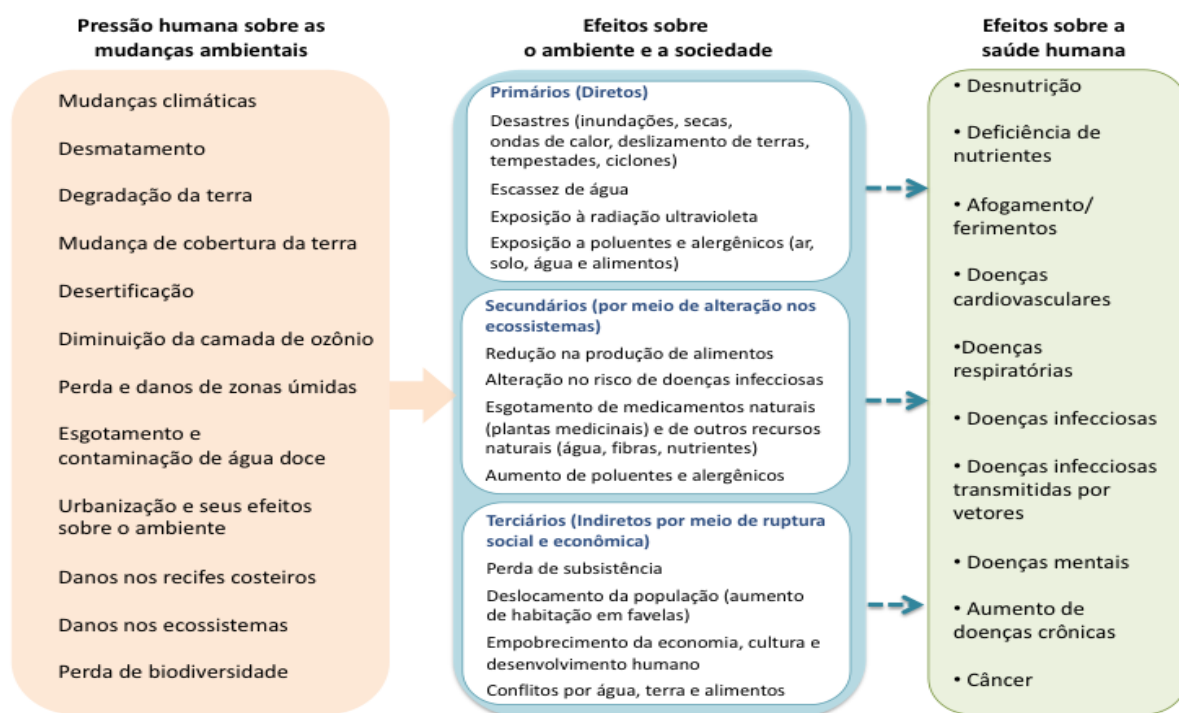 Pressão humana sobre as
mudanças ambientais
Mudanças climáticas
Desmatamento
Degradação da terra
Mudança de cobertura da terra
Desertificação
Diminuição da camada de ozônio
Perda e danos de zonas úmidas
Esgotamento e
contaminação de água doce
Urbanização e seus efeitos
sobre o ambiente
Danos nos recifes costeiros
Danos nos ecossistemas
Perda de biodiversidade
Efeitos sobre
o ambiente e a sociedade
Primários (Diretos)
Desastres (inundações, secas,
ondas de calor, deslizamento de terras,
tempestades, ciclones)
Escassez de água
Exposição à radiação ultravioleta
Exposição a poluentes e alergênicos (ar,
solo, água e alimentos)
Secundários (por meio de alteração nos
ecossistemas)
Redução na produção de alimentos
Alteração no risco de doenças infecciosas
Esgotamento de medicamentos naturais
(plantas medicinais) e de outros recursos
naturais (água, fibras, nutrientes)
Aumento de poluentes e alergênicos
Terciários (Indiretos por meio de ruptura
social e econômica)
Perda de subsistência
Deslocamento da população (aumento
de habitação em favelas)
Empobrecimento da economia, cultura e
desenvolvimento humano
Conflitos por água, terra e alimentos
Efeitos sobre a
saúde humana
• Desnutrição
• Deficiência de
nutrientes
• Afogamento/
ferimentos
• Doenças
cardiovasculares
•Doenças
respiratórias
• Doenças infecciosas
• Doenças infecciosas
transmitidas por
vetores
• Doenças mentais
• Aumento de
doenças crônicas
• Câncer